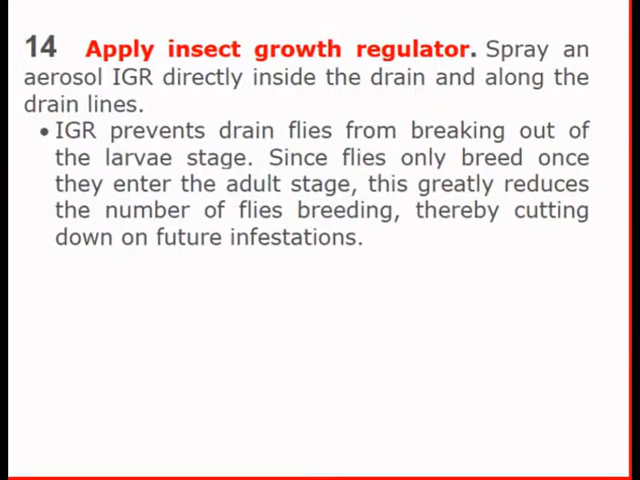 14 Apply insect growth regulator. Spray an
aerosol IGR directly inside the drain and along the
drain lines.
• IGR prevents drain flies from breaking out of
the larvae stage. Since flies only breed once
they enter the adult stage, this greatly reduces
the number of flies breeding, thereby cutting
down on future infestations.